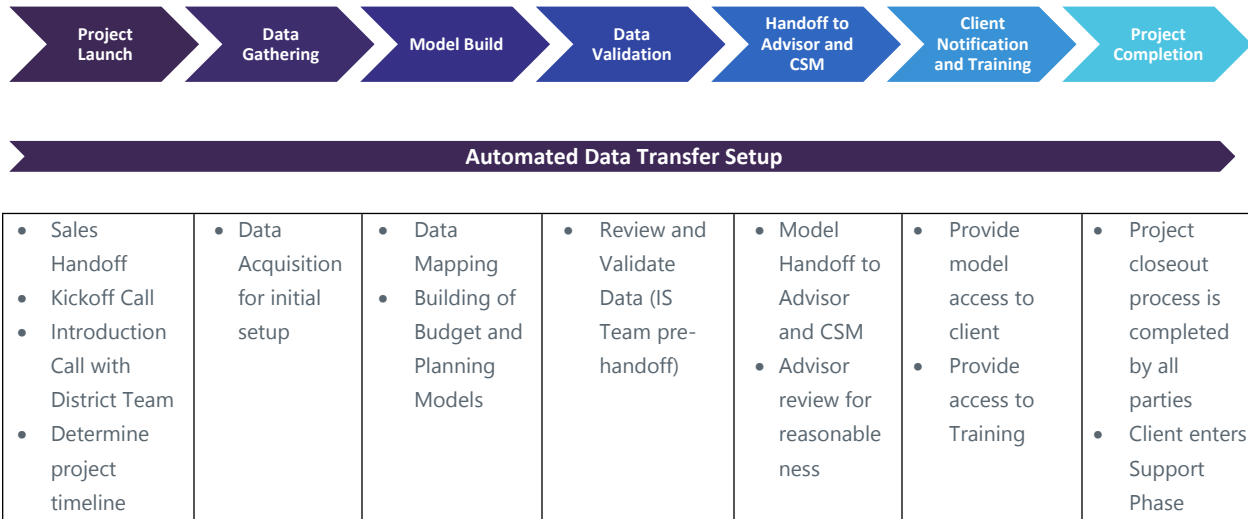 Project
Launch
Data
Gathering
Model Build
Data
Validation
Handoff to
Advisor and
CSM
Client
Notification
and Training
Project
Completion
Automated Data Transfer Setup
• Sales
Handoff
• Kickoff Call
• Introduction
Call with
District Team
• Determine
project
timeline
• Data
Acquisition
for initial
setup
• Data
Mapping
• Building of
Budget and
Planning
Models
• Review and
Validate
Data (IS
Team pre-
handoff)
• Model
Handoff to
Advisor
and CSM
• Advisor
review for
reasonable
ness
• Provide
model
access to
client
• Provide
access to
Training
• Project
closeout
process is
completed
by all
parties
• Client enters
Support
Phase